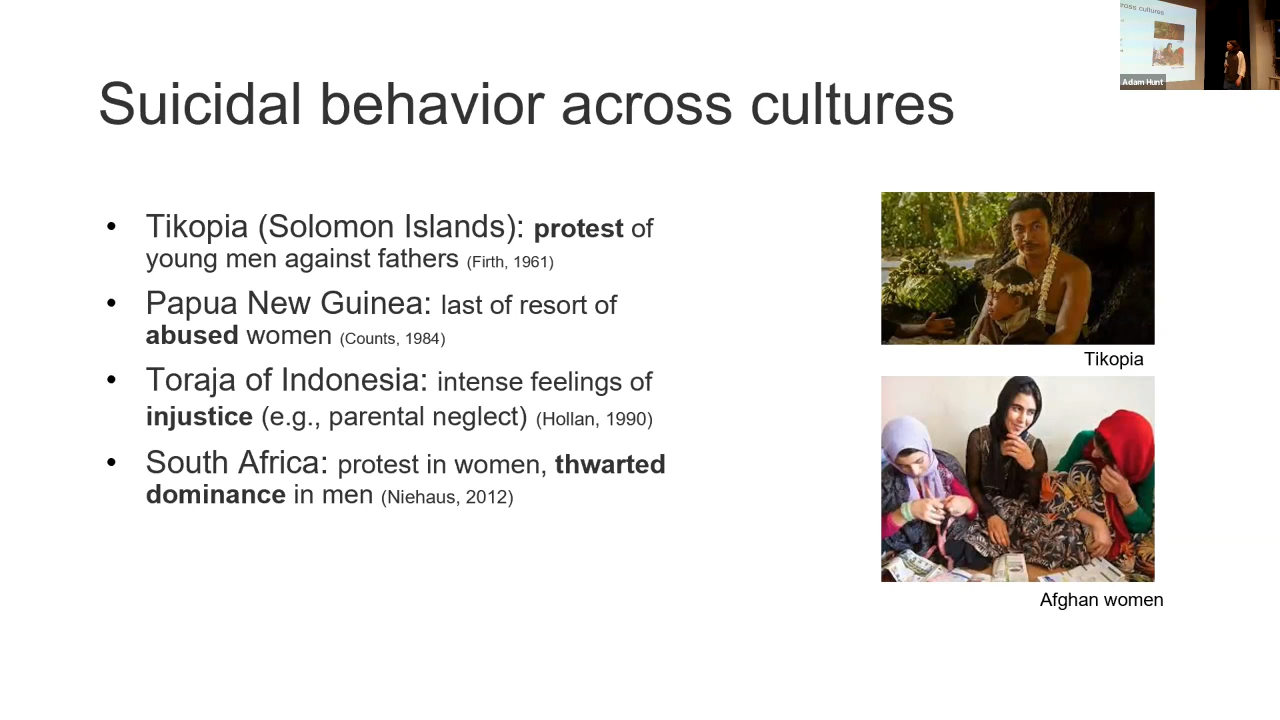 Suicidal behavior across cultures
ross cultures
Adam Hunt
• Tikopia (Solomon Islands): protest of
young men against fathers (Firth, 1961)
• Papua New Guinea: last of resort of
abused women (Counts, 1984)
• Toraja of Indonesia: intense feelings of
injustice (e.g., parental neglect) (Hollan, 1990)
• South Africa: protest in women, thwarted
dominance in men (Niehaus, 2012)
Tikopia
Afghan women